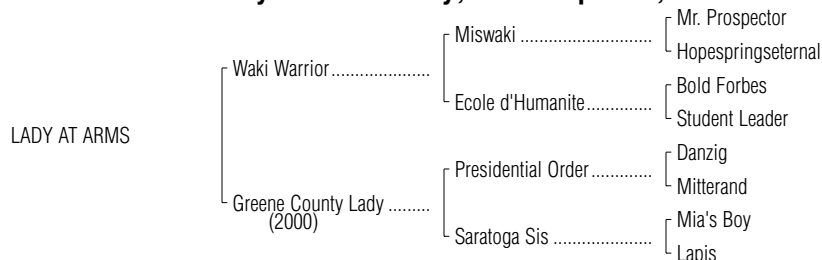 Mr. Prospector
Miswaki .......................
Hopespringseternal
Waki Warrior.....................
Bold Forbes
Ecole d'Humanite..............
Student Leader
LADY AT ARMS
Danzig
Presidential Order.............
Mitterand
Greene County Lady .........
(2000)
Mia's Boy
Saratoga Sis .....................
Lapis